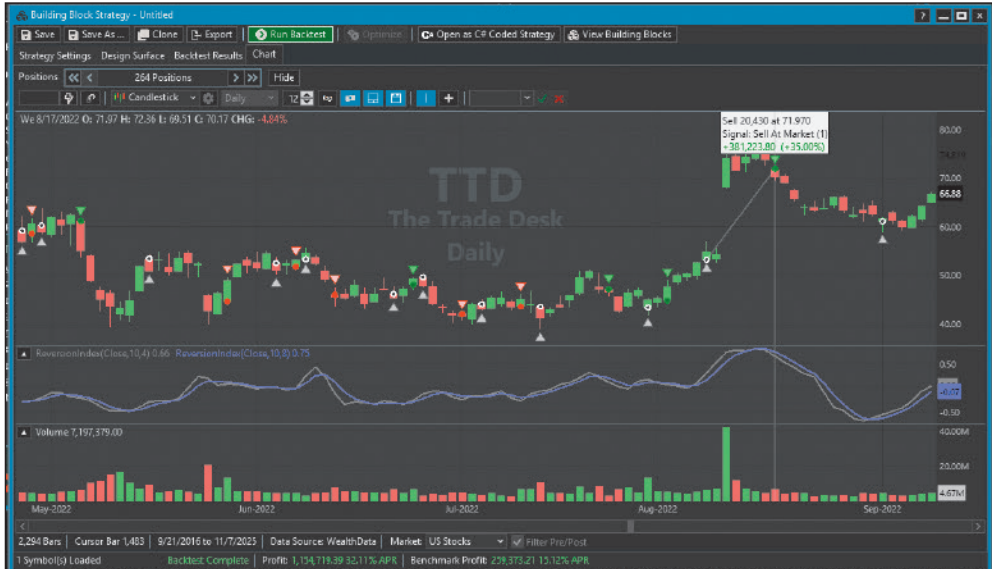 Building Block Strategy - Untitled
Save Save As ... Clone Export Run Backtest Optimize C# Open as C# Coded Strategy View Building Blocks
Strategy Settings Design Surface Backtest Results Chart
Positions 264 Positions Hide
Candlestick Daily 12
We 8/17/2022 O: 71.97 H: 72.36 L: 69.51 C: 70.17 CHG: -4.84%
Sell 20,430 at 71.970
Signal: Sell At Market (1)
+381,223.80 (+35.00%)
TTD
The Trade Desk
Daily
80.00
70.00
66.88
60.00
50.00
40.00
ReversionIndex(Close,10,4) 0.66 ReversionIndex(Close,10,8) 0.75
0.50
-0.07
-0.50
Volume 7,197,379.00
40.00M
20.00M
4.67M
May-2022 Jun-2022 Jul-2022 Aug-2022 Sep-2022
2,294 Bars Cursor Bar 1,483 9/21/2016 to 11/7/2025 Data Source: WealthData Market: US Stocks Filter Pre/Post
1 Symbol(s) Loaded Backtest Complete Profit: 32.11% APR Benchmark Profit: 259,373.21 15.12% APR